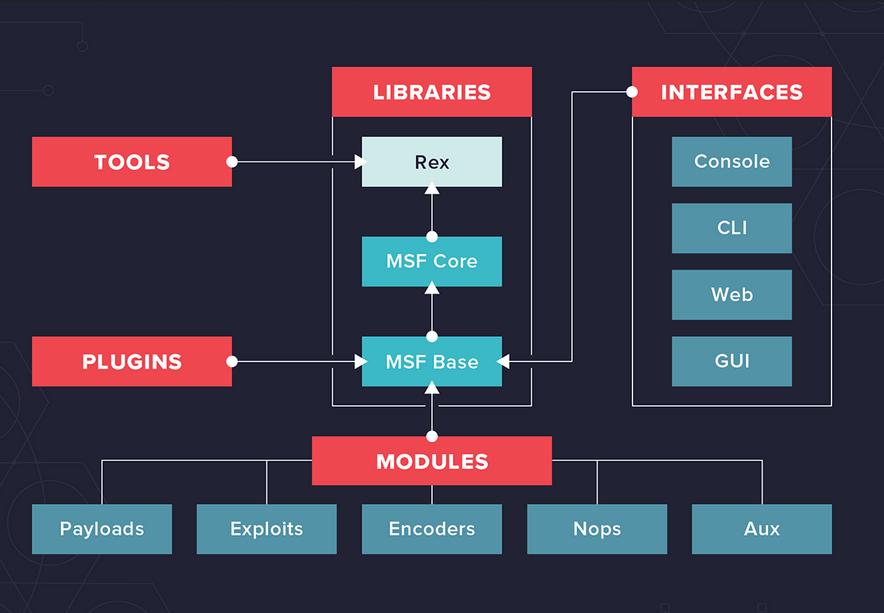 LIBRARIES
INTERFACES
TOOLS
Rex
Console
MSF Core
CLI
Web
PLUGINS
MSF Base
GUI
MODULES
Payloads
Exploits
Encoders
Nops
Aux